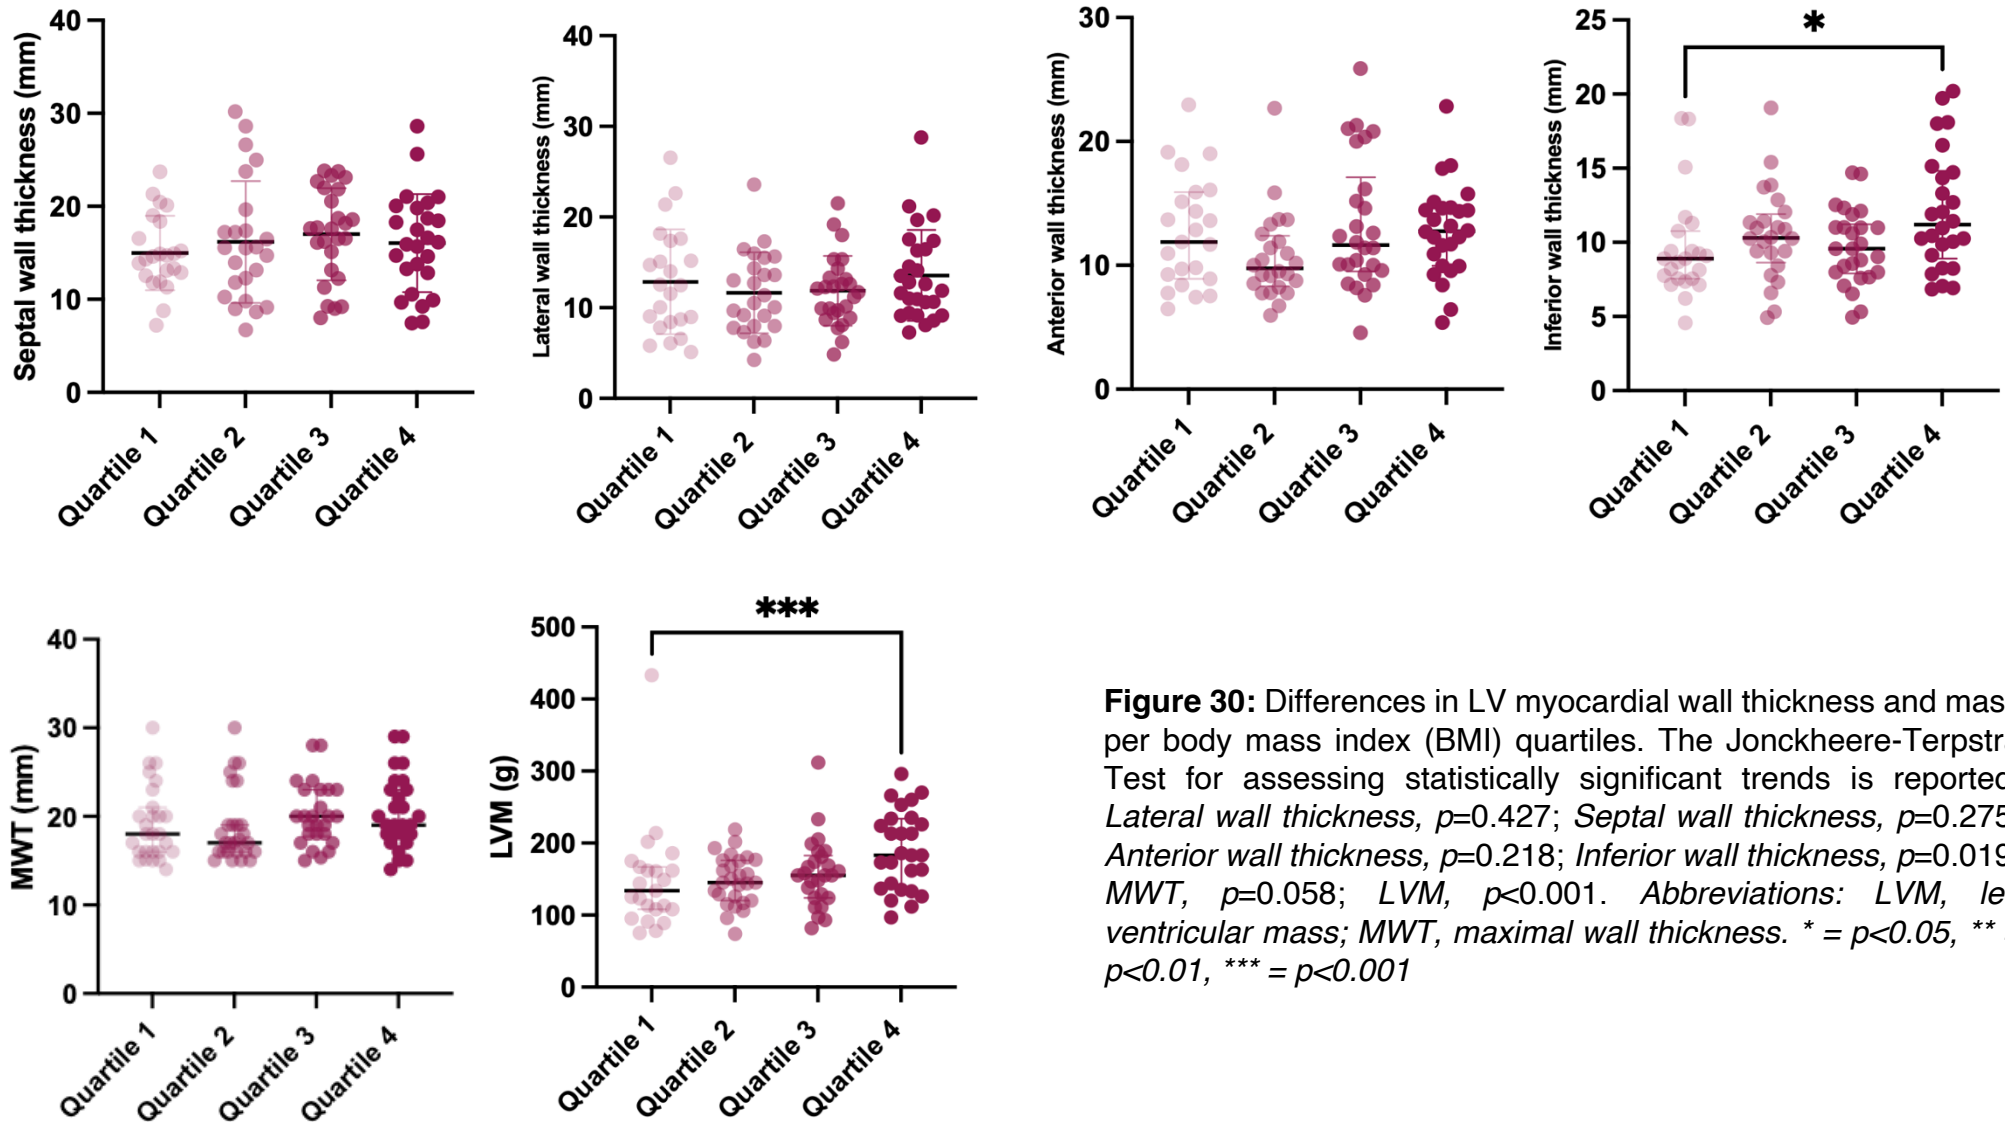 40
30
20
10
0
Septal wall thickness (mm)
Quartile 1
Quartile 2
Quartile 3
Quartile 4
40
30
20
10
0
Lateral wall thickness (mm)
Quartile 1
Quartile 2
Quartile 3
Quartile 4
30
20
10
0
Anterior wall thickness (mm)
Quartile 1
Quartile 2
Quartile 3
Quartile 4
25
20
15
10
5
0
Inferior wall thickness (mm)
*
Quartile 1
Quartile 2
Quartile 3
Quartile 4
40
30
20
10
0
MWT (mm)
Quartile 1
Quartile 2
Quartile 3
Quartile 4
500
400
300
200
100
0
LVM (g)
***
Quartile 1
Quartile 2
Quartile 3
Quartile 4
Figure 30: Differences in LV myocardial wall thickness and mas
per body mass index (BMI) quartiles. The Jonckheere-Terpstr
Test for assessing statistically significant trends is reported
Lateral wall thickness, p=0.427; Septal wall thickness, p=0.275
Anterior wall thickness, p=0.218; Inferior wall thickness, p=0.019
MWT, p=0.058; LVM, p<0.001. Abbreviations: LVM, le
ventricular mass; MWT, maximal wall thickness. * = p<0.05, **
p<0.01, *** = p<0.001